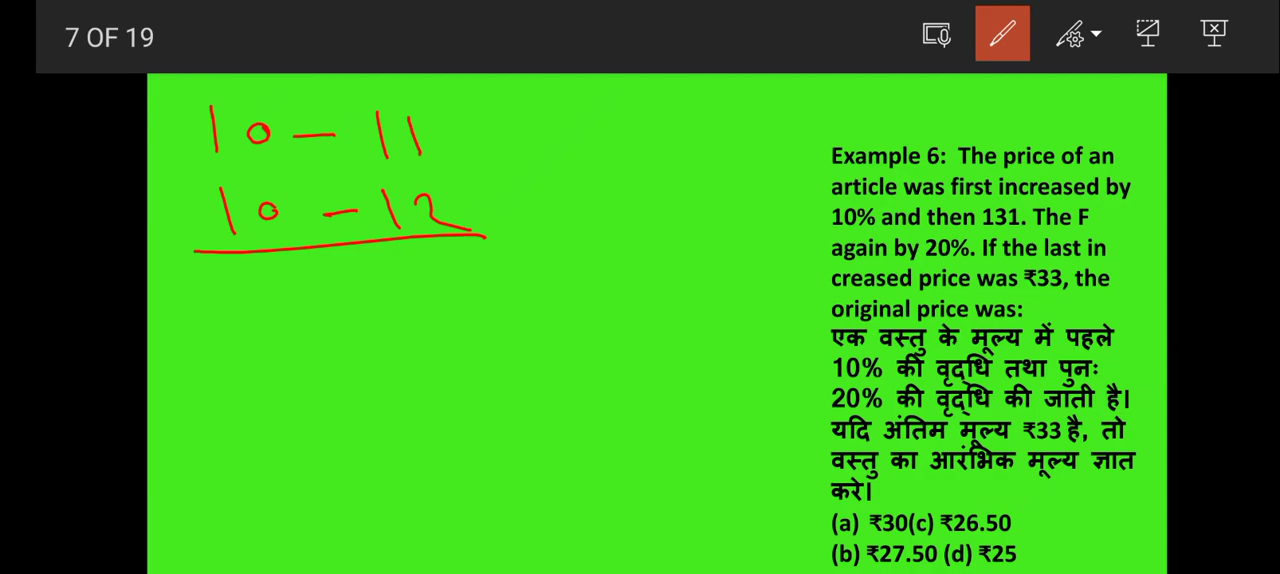 7 OF 19
10 - 11
10 - 12
Example 6: The price of an
article was first increased by
10% and then 131. The F
again by 20%. If the last in
creased price was ₹33, the
original price was:
एक वस्तु के मूल्य में पहले
10% की वृद्धि तथा पुनः
20% की वृद्धि की जाती है।
यदि अंतिम मूल्य ₹33 है, तो
वस्तु का आरंभिक मूल्य ज्ञात
करे।
(a) ₹30(c) ₹26.50
(b) ₹27.50 (d) ₹25